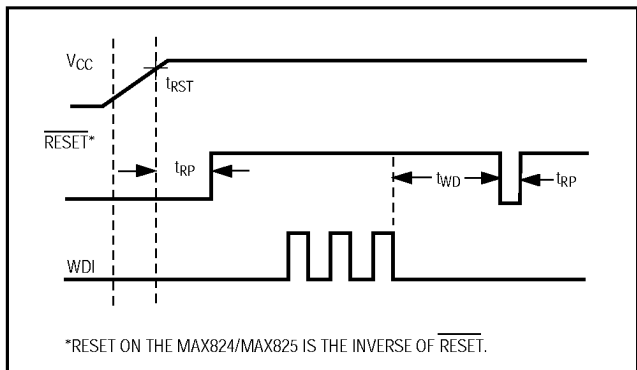 VCC
tRST
RESET*
tRP
tWD
tRP
WDI
*RESET ON THE MAX824/MAX825 IS THE INVERSE OF RESET.